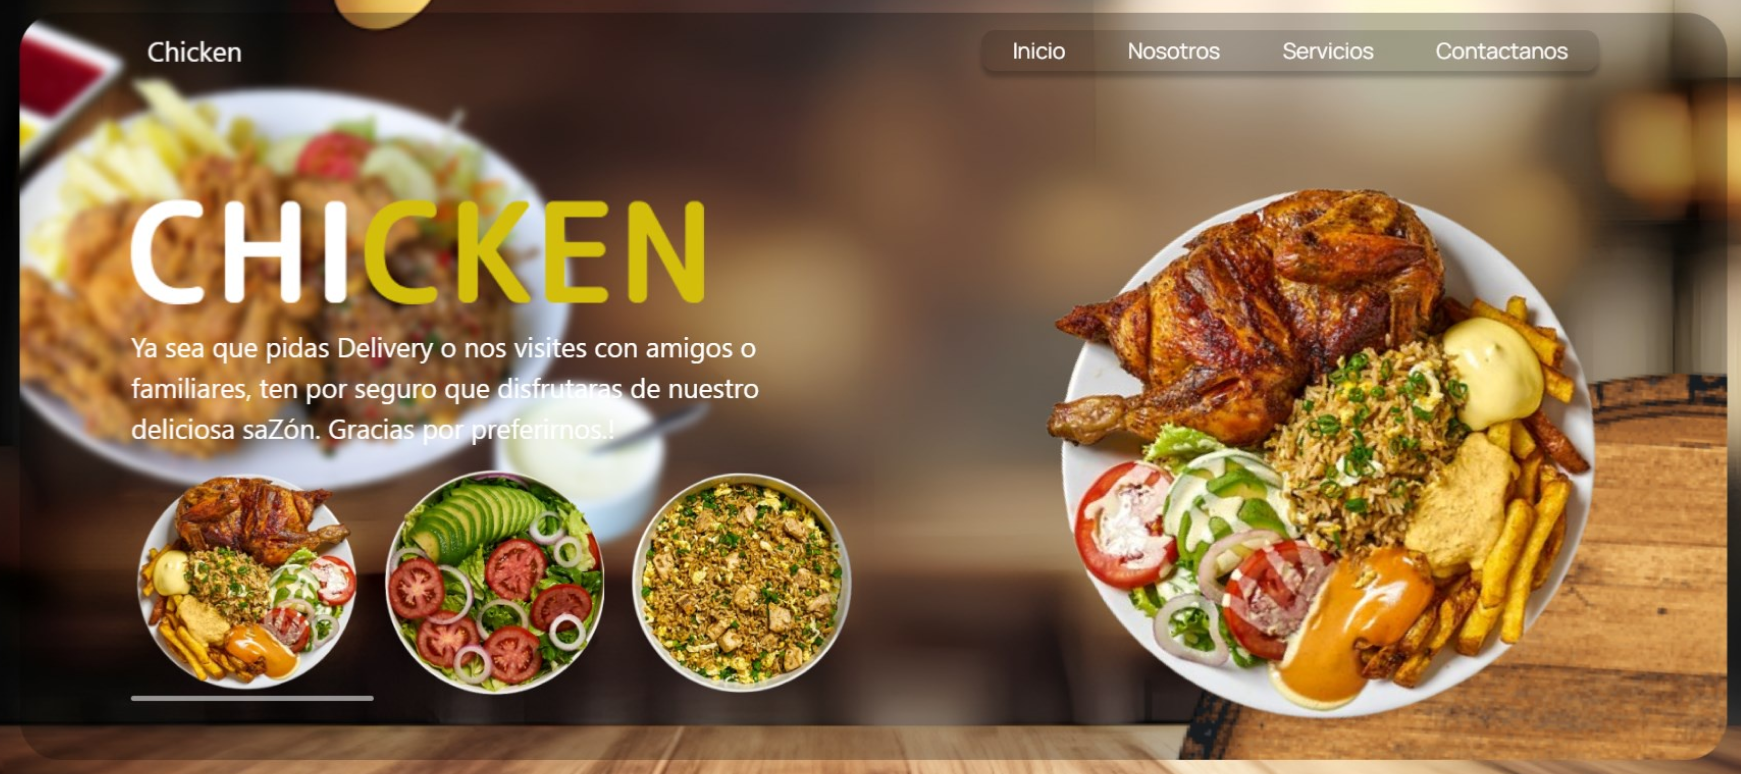 Chicken
Inicio Nosotros Servicios Contactanos
CHICKEN
Ya sea que pidas Delivery o nos visites con amigos o
familiares, ten por seguro que disfrutaras de nuestro
deliciosa saZón. Gracias por preferirnos.!